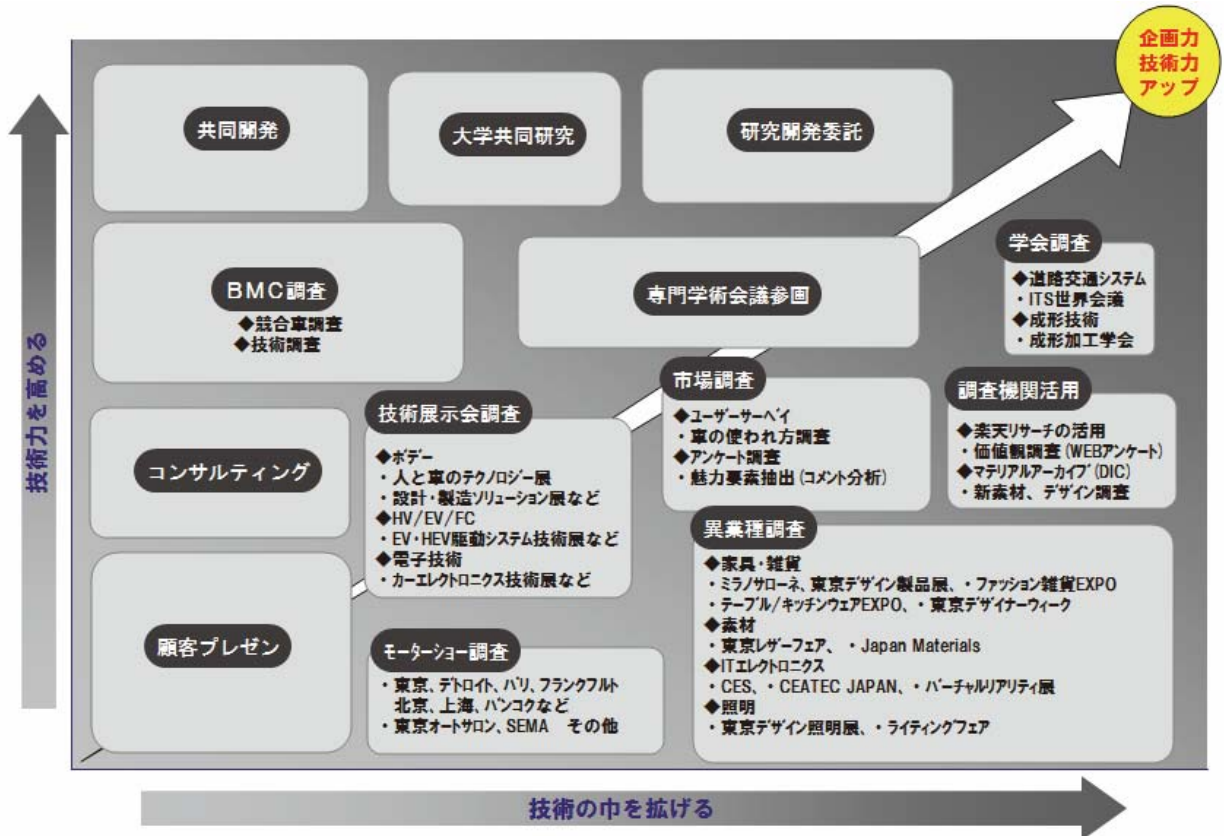 企画力
技術力
アップ
技術力を高める
共同開発
大学共同研究
研究開発委託
BMC調査
◆競合車調査
◆技術調査
専門学術会議参画
学会調査
◆道路交通システム
・ITS世界会議
◆成形技術
・成形加工学会
コンサルティング
技術展示会調査
◆ボデー
・人と車のテクノロジー展
・設計・製造ソリューション展など
◆HV/EV/FC
・EV・HEV駆動システム技術展など
◆電子技術
・カーエレクトロニクス技術展など
市場調査
◆ユーザーサーベイ
・車の使われ方調査
◆アンケート調査
・魅力要素抽出(コメント分析)
調査機関活用
◆楽天リサーチの活用
・価値観調査(WEBアンケート)
◆マテリアルアーカイブ(DIC)
・新素材、デザイン調査
顧客プレゼン
モーターショー調査
・東京、デトロイト、パリ、フランクフルト
北京、上海、バンコクなど
・東京オートサロン、SEMA　その他
異業種調査
◆家具・雑貨
・ミラノサローネ、東京デザイン製品展、・ファッション雑貨EXPO
・テーブル/キッチンウェアEXPO、・東京デザイナーウィーク
◆素材
・東京レザーフェア、・Japan Materials
◆ITエレクトロニクス
・CES、・CEATEC JAPAN、・バーチャルリアリティ展
◆照明
・東京デザイン照明展、・ライティングフェア
技術の巾を拡げる